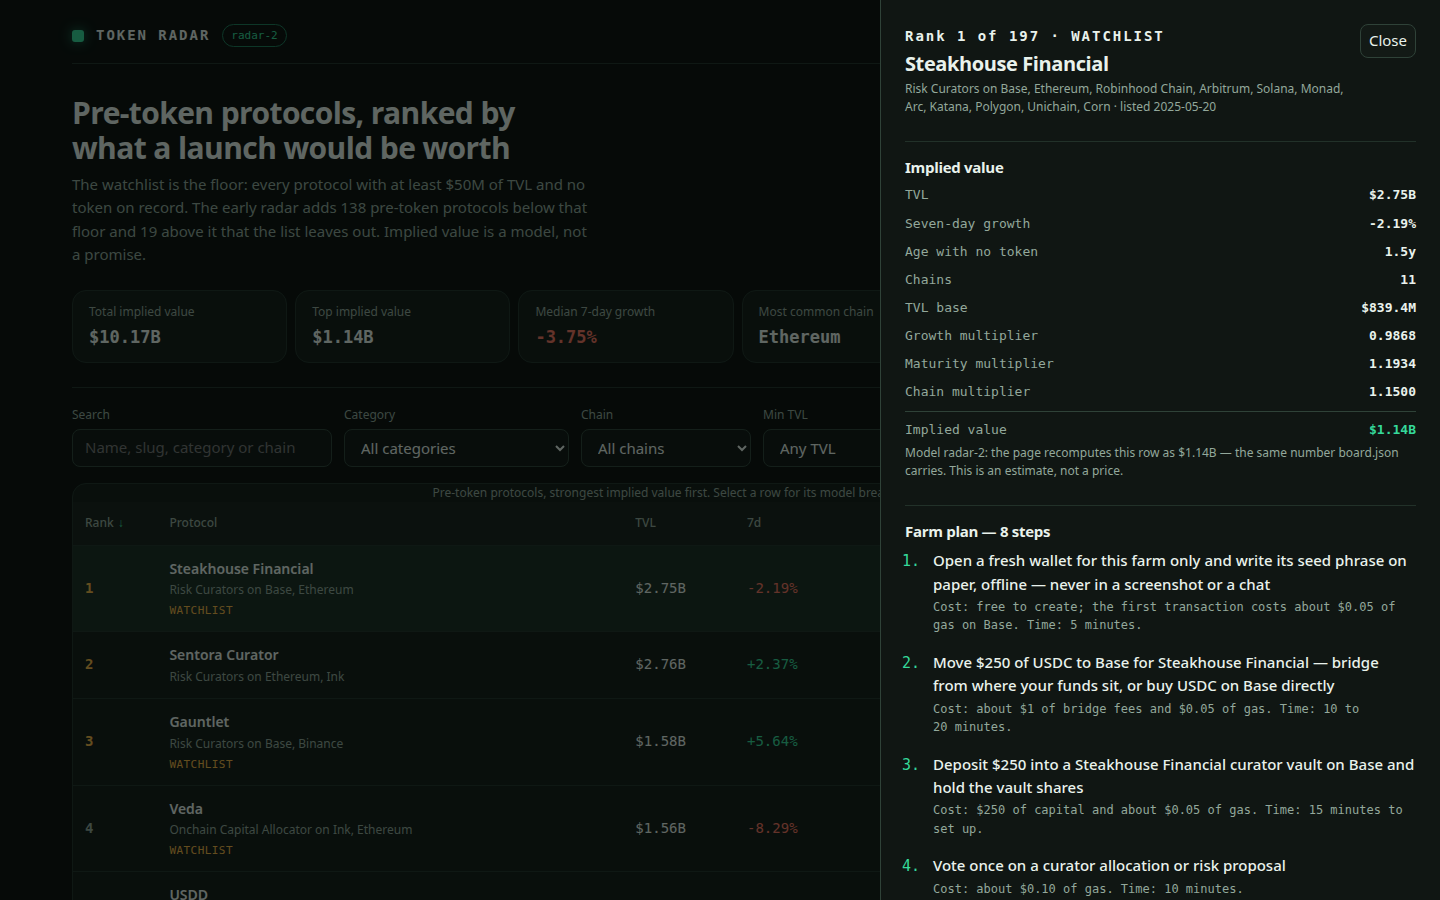 TOKEN RADAR radar-2
Pre-token protocols, ranked by
what a launch would be worth
The watchlist is the floor: every protocol with at least $50M of TVL and no
token on record. The early radar adds 138 pre-token protocols below that
floor and 19 above it that the list leaves out. Implied value is a model, not
a promise.
Total implied value
$10.17B
Top implied value
$1.14B
Median 7-day growth
-3.75%
Most common chain
Ethereum
Search
Name, slug, category or chain
Category
All categories
Chain
All chains
Min TVL
Any TVL
Pre-token protocols, strongest implied value first. Select a row for its model brea
Rank ↓ Protocol TVL 7d
1 Steakhouse Financial $2.75B -2.19%
Risk Curators on Base, Ethereum
WATCHLIST
2 Sentora Curator $2.76B +2.37%
Risk Curators on Ethereum, Ink
3 Gauntlet $1.58B +5.64%
Risk Curators on Base, Binance
WATCHLIST
4 Veda $1.56B -8.29%
Onchain Capital Allocator on Ink, Ethereum
WATCHLIST
USDD
Rank 1 of 197 · WATCHLIST
Close
Steakhouse Financial
Risk Curators on Base, Ethereum, Robinhood Chain, Arbitrum, Solana, Monad,
Arc, Katana, Polygon, Unichain, Corn · listed 2025-05-20
Implied value
TVL $2.75B
Seven-day growth -2.19%
Age with no token 1.5y
Chains 11
TVL base $839.4M
Growth multiplier 0.9868
Maturity multiplier 1.1934
Chain multiplier 1.1500
Implied value $1.14B
Model radar-2: the page recomputes this row as $1.14B — the same number board.json
carries. This is an estimate, not a price.
Farm plan — 8 steps
1. Open a fresh wallet for this farm only and write its seed phrase on
paper, offline — never in a screenshot or a chat
Cost: free to create; the first transaction costs about $0.05 of
gas on Base. Time: 5 minutes.
2. Move $250 of USDC to Base for Steakhouse Financial — bridge
from where your funds sit, or buy USDC on Base directly
Cost: about $1 of bridge fees and $0.05 of gas. Time: 10 to
20 minutes.
3. Deposit $250 into a Steakhouse Financial curator vault on Base and
hold the vault shares
Cost: $250 of capital and about $0.05 of gas. Time: 15 minutes to
set up.
4. Vote once on a curator allocation or risk proposal
Cost: about $0.10 of gas. Time: 10 minutes.